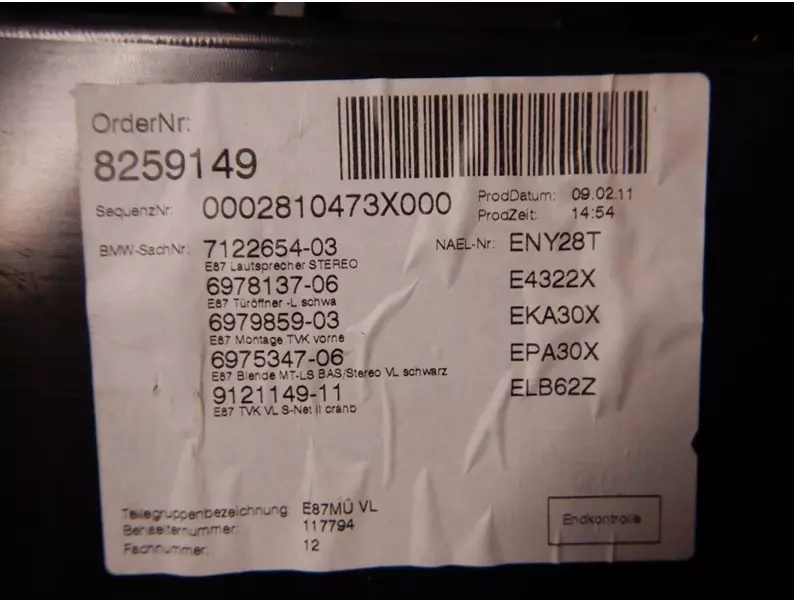 OrderNr:
8259149
SequenzNr: 0002810473X000
ProdDatum: 09.02.11
ProdZeit: 14:54
BMW-SachNr: 7122654-03 NAEL-Nr: ENY28T
E87 Lautsprecher STEREO
6978137-06 E4322X
E87 Türöffner -L schwa
6979859-03 EKA30X
E87 Montage TVK vorne
6975347-06 EPA30X
E87 Blende MT-LS BAS/Stereo VL schwarz
9121149-11 ELB62Z
E87 TVK VL S-Net II cranb
Teilegruppenbezeichnung: E87MÜ VL
Behaelternummer: 117794
Fachnummer: 12
Endkontrolle